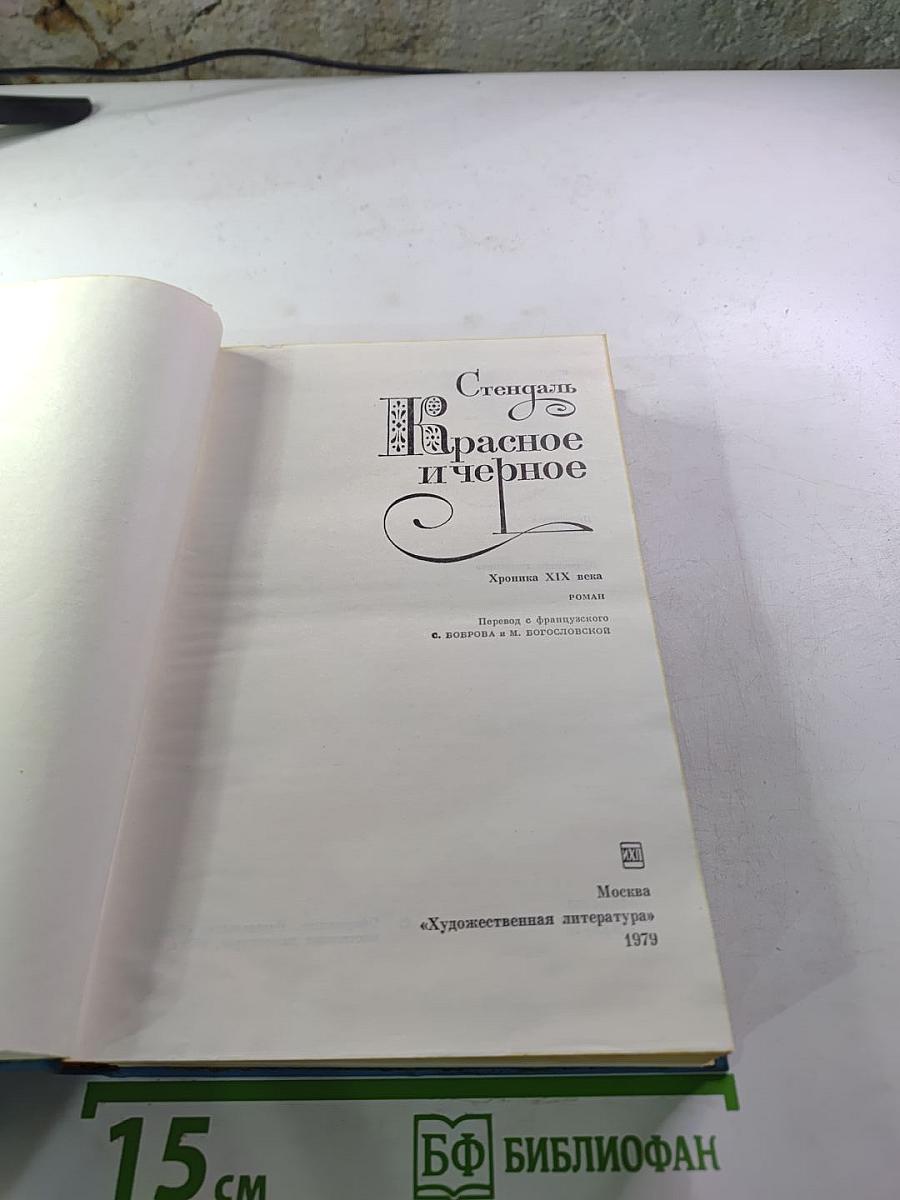 Стендаль
Красное
и черное
Хроника XIX века
РОМАН
Перевод с французского
С. БОБРОВА и М. БОГОСЛОВСКОЙ
ИХЛ
Москва
«Художественная литература»
1979
15 см
БФ БИБЛИОФАН